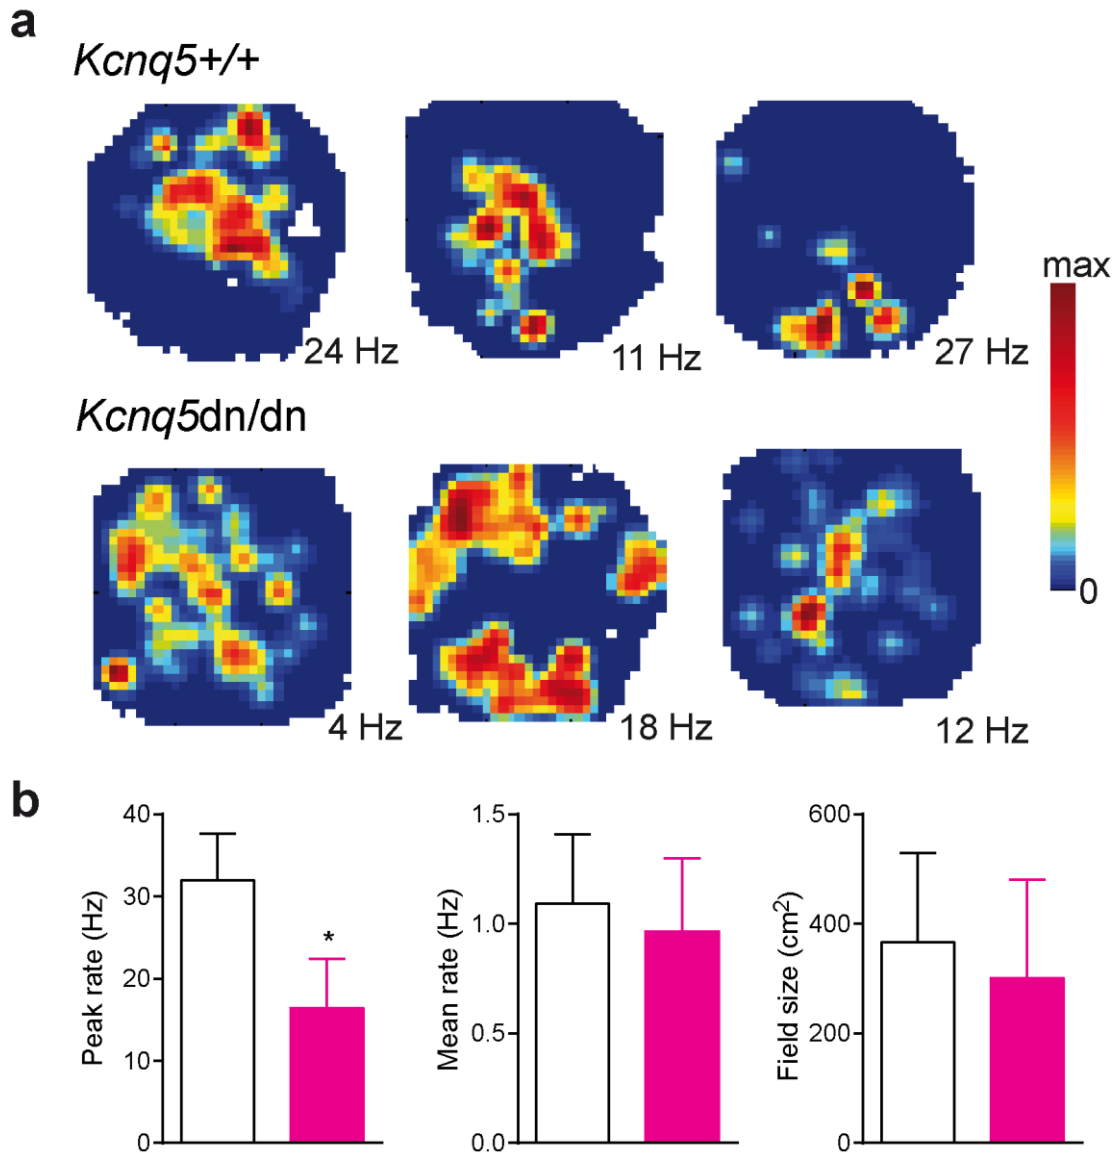 a
Kcnq5+/+
24 Hz
11 Hz
27 Hz
max
0
Kcnq5dn/dn
4 Hz
18 Hz
12 Hz
b
Peak rate (Hz)
40
30
20
10
0
*
Mean rate (Hz)
1.5
1.0
0.5
0.0
Field size (cm²)
600
400
200
0